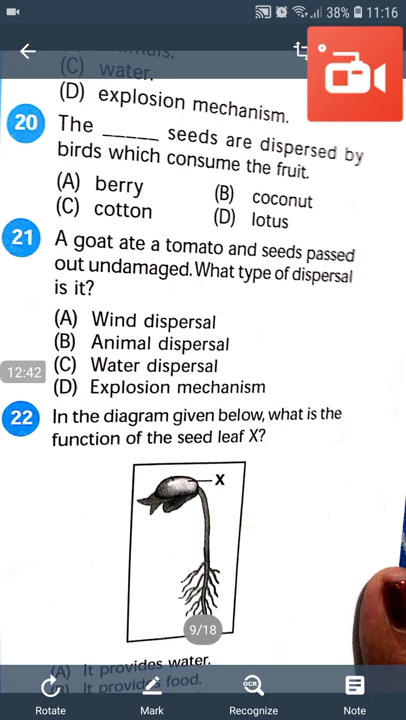 38% 11:16
(C) water.
(D) explosion mechanism.
20 The _____ seeds are dispersed by
birds which consume the fruit.
(A) berry (B) coconut
(C) cotton (D) lotus
21 A goat ate a tomato and seeds passed
out undamaged. What type of dispersal
is it?
(A) Wind dispersal
(B) Animal dispersal
12:42
(C) Water dispersal
(D) Explosion mechanism
22 In the diagram given below, what is the
function of the seed leaf X?
X
9/18
(A) It provides water.
(B) It provides food.
OCR
Rotate Mark Recognize Note